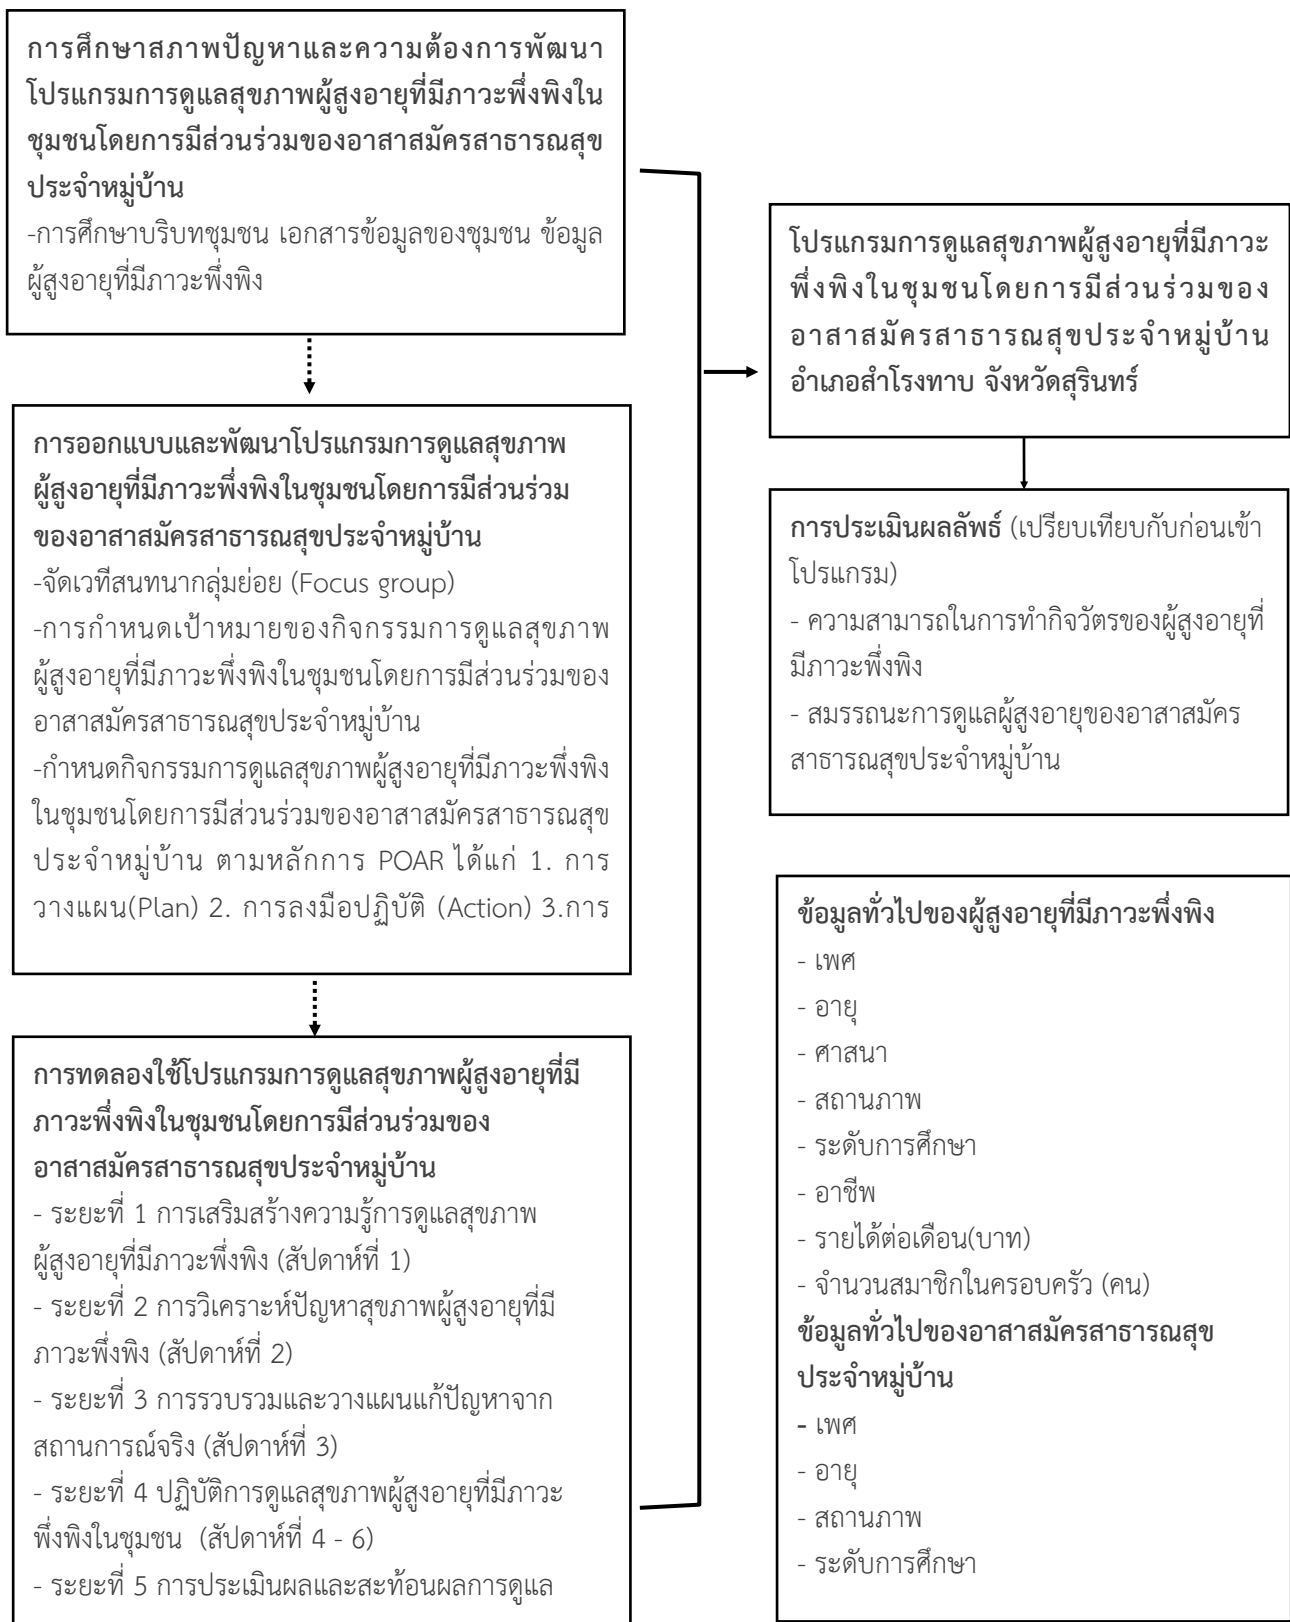 การศึกษาสภาพปัญหาและความต้องการพัฒนา
โปรแกรมการดูแลสุขภาพผู้สูงอายุที่มีภาวะพึ่งพิงใน
ชุมชนโดยการมีส่วนร่วมของอาสาสมัครสาธารณสุข
ประจำหมู่บ้าน
-การศึกษาบริบทชุมชน เอกสารข้อมูลของชุมชน ข้อมูล
ผู้สูงอายุที่มีภาวะพึ่งพิง
การออกแบบและพัฒนาโปรแกรมการดูแลสุขภาพ
ผู้สูงอายุที่มีภาวะพึ่งพิงในชุมชนโดยการมีส่วนร่วม
ของอาสาสมัครสาธารณสุขประจำหมู่บ้าน
-จัดเวทีสนทนากลุ่มย่อย (Focus group)
-การกำหนดเป้าหมายของกิจกรรมการดูแลสุขภาพ
ผู้สูงอายุที่มีภาวะพึ่งพิงในชุมชนโดยการมีส่วนร่วมของ
อาสาสมัครสาธารณสุขประจำหมู่บ้าน
-กำหนดกิจกรรมการดูแลสุขภาพผู้สูงอายุที่มีภาวะพึ่งพิง
ในชุมชนโดยการมีส่วนร่วมของอาสาสมัครสาธารณสุข
ประจำหมู่บ้าน ตามหลักการ POAR ได้แก่ 1. การ
วางแผน(Plan) 2. การลงมือปฏิบัติ (Action) 3.การ
การทดลองใช้โปรแกรมการดูแลสุขภาพผู้สูงอายุที่มี
ภาวะพึ่งพิงในชุมชนโดยการมีส่วนร่วมของ
อาสาสมัครสาธารณสุขประจำหมู่บ้าน
- ระยะที่ 1 การเสริมสร้างความรู้การดูแลสุขภาพ
ผู้สูงอายุที่มีภาวะพึ่งพิง (สัปดาห์ที่ 1)
- ระยะที่ 2 การวิเคราะห์ปัญหาสุขภาพผู้สูงอายุที่มี
ภาวะพึ่งพิง (สัปดาห์ที่ 2)
- ระยะที่ 3 การรวบรวมและวางแผนแก้ปัญหาจาก
สถานการณ์จริง (สัปดาห์ที่ 3)
- ระยะที่ 4 ปฏิบัติการดูแลสุขภาพผู้สูงอายุที่มีภาวะ
พึ่งพิงในชุมชน (สัปดาห์ที่ 4 - 6)
- ระยะที่ 5 การประเมินผลและสะท้อนผลการดูแล
โปรแกรมการดูแลสุขภาพผู้สูงอายุที่มีภาวะ
พึ่งพิงในชุมชนโดยการมีส่วนร่วมของ
อาสาสมัครสาธารณสุขประจำหมู่บ้าน
อำเภอสำโรงทาบ จังหวัดสุรินทร์
การประเมินผลลัพธ์ (เปรียบเทียบกับก่อนเข้า
โปรแกรม)
- ความสามารถในการทำกิจวัตรของผู้สูงอายุที่
มีภาวะพึ่งพิง
- สมรรถนะการดูแลผู้สูงอายุของอาสาสมัคร
สาธารณสุขประจำหมู่บ้าน
ข้อมูลทั่วไปของผู้สูงอายุที่มีภาวะพึ่งพิง
- เพศ
- อายุ
- ศาสนา
- สถานภาพ
- ระดับการศึกษา
- อาชีพ
- รายได้ต่อเดือน(บาท)
- จำนวนสมาชิกในครอบครัว (คน)
ข้อมูลทั่วไปของอาสาสมัครสาธารณสุข
ประจำหมู่บ้าน
- เพศ
- อายุ
- สถานภาพ
- ระดับการศึกษา